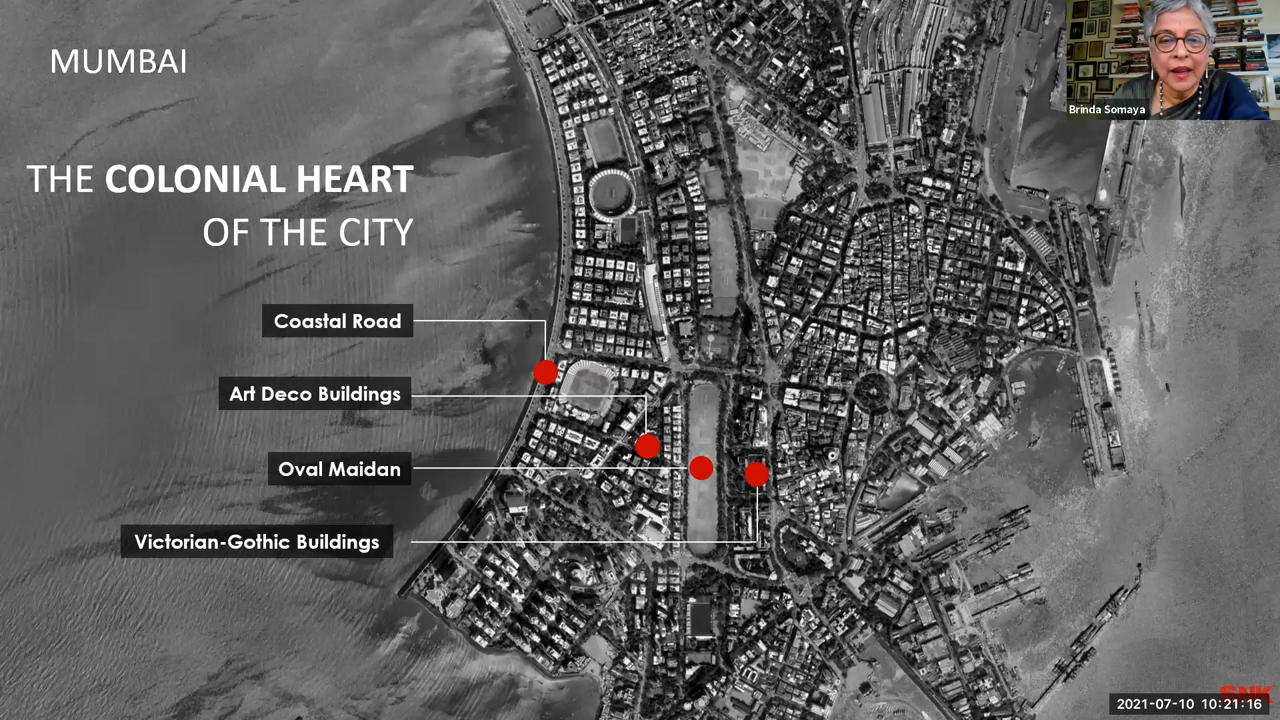 MUMBAI
THE COLONIAL HEART
OF THE CITY
Coastal Road
Art Deco Buildings
Oval Maidan
Victorian-Gothic Buildings
Brinda Somaya
SNK
2021-07-10 10:21:16